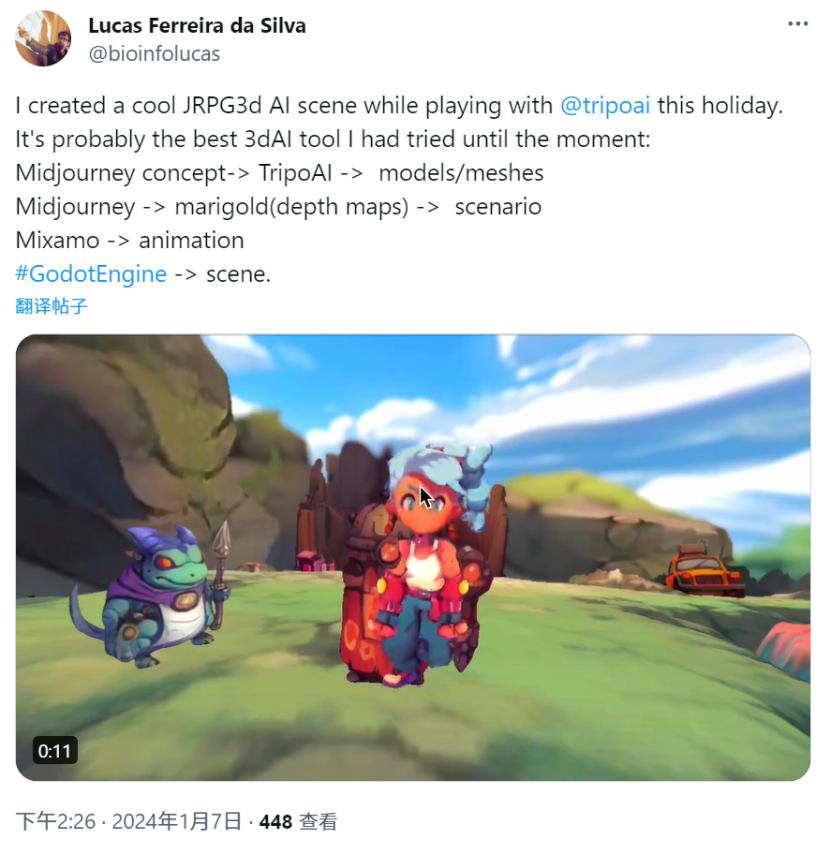 Lucas Ferreira da Silva
@bioinfolucas
I created a cool JRPG3d AI scene while playing with @tripoai this holiday.
It's probably the best 3dAI tool I had tried until the moment:
Midjourney concept-> TripoAI -> models/meshes
Midjourney -> marigold(depth maps) -> scenario
Mixamo -> animation
#GodotEngine -> scene.
翻译帖子
0:11
下午2:26 · 2024年1月7日 · 448 查看